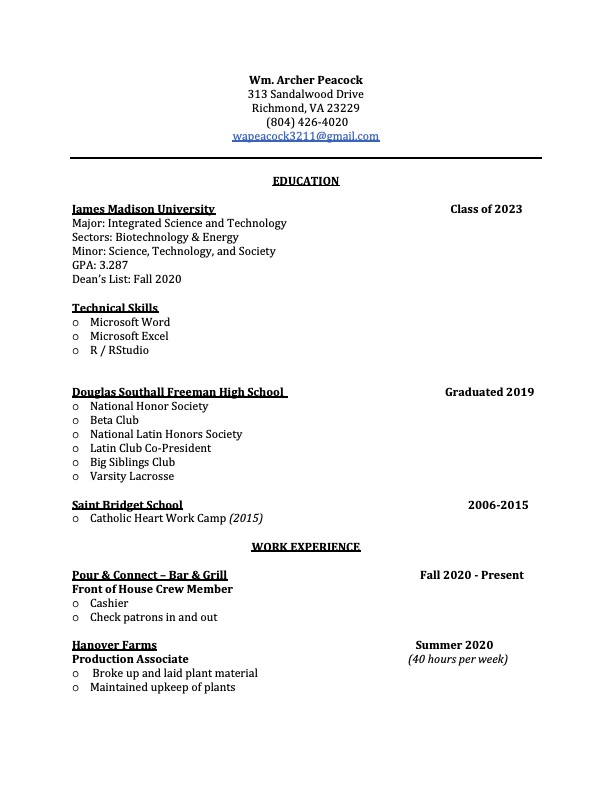 Wm. Archer Peacock
313 Sandalwood Drive
Richmond, VA 23229
(804) 426-4020
wapeacock3211@gmail.com
EDUCATION
James Madison University Class of 2023
Major: Integrated Science and Technology
Sectors: Biotechnology & Energy
Minor: Science, Technology, and Society
GPA: 3.287
Dean's List: Fall 2020
Technical Skills
o Microsoft Word
o Microsoft Excel
o R / RStudio
Douglas Southall Freeman High School Graduated 2019
o National Honor Society
o Beta Club
o National Latin Honors Society
o Latin Club Co-President
o Big Siblings Club
o Varsity Lacrosse
Saint Bridget School 2006-2015
o Catholic Heart Work Camp (2015)
WORK EXPERIENCE
Pour & Connect – Bar & Grill Fall 2020 - Present
Front of House Crew Member
o Cashier
o Check patrons in and out
Hanover Farms Summer 2020
Production Associate (40 hours per week)
o Broke up and laid plant material
o Maintained upkeep of plants